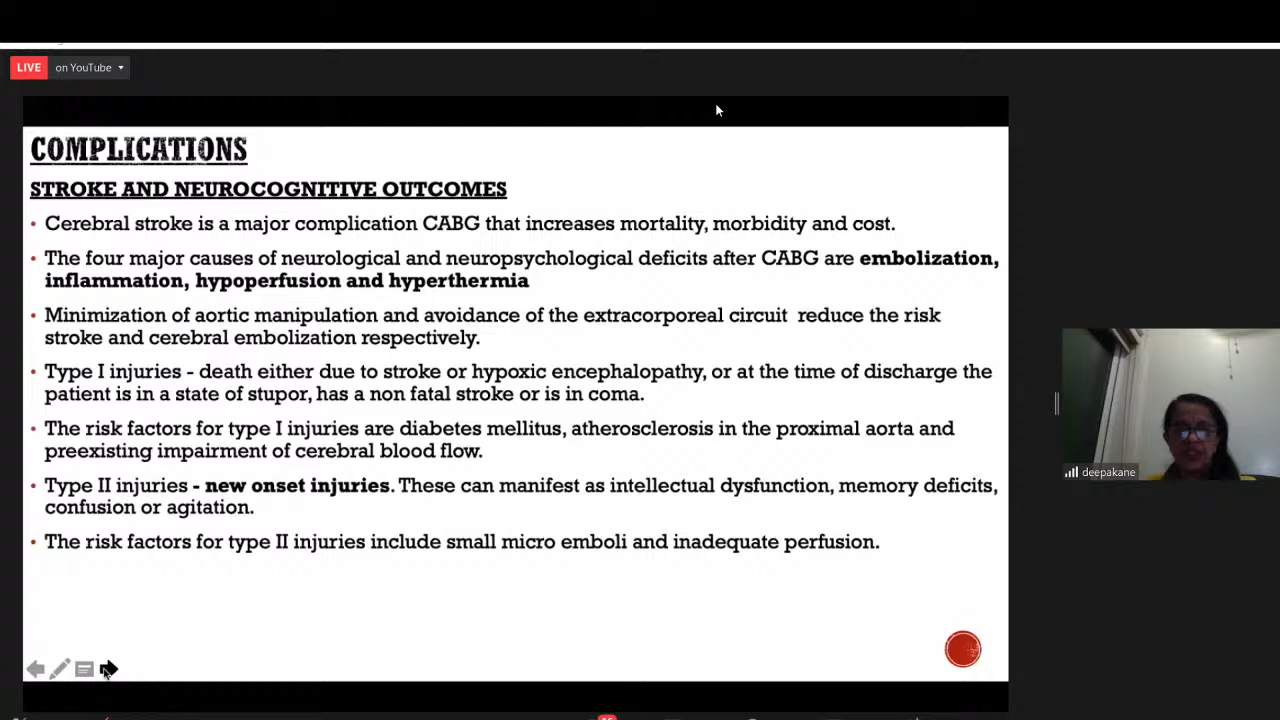 LIVE on YouTube
COMPLICATIONS
STROKE AND NEUROCOGNITIVE OUTCOMES
• Cerebral stroke is a major complication CABG that increases mortality, morbidity and cost.
• The four major causes of neurological and neuropsychological deficits after CABG are embolization,
inflammation, hypoperfusion and hyperthermia
• Minimization of aortic manipulation and avoidance of the extracorporeal circuit reduce the risk
stroke and cerebral embolization respectively.
• Type I injuries - death either due to stroke or hypoxic encephalopathy, or at the time of discharge the
patient is in a state of stupor, has a non fatal stroke or is in coma.
• The risk factors for type I injuries are diabetes mellitus, atherosclerosis in the proximal aorta and
preexisting impairment of cerebral blood flow.
• Type II injuries - new onset injuries. These can manifest as intellectual dysfunction, memory deficits,
confusion or agitation.
• The risk factors for type II injuries include small micro emboli and inadequate perfusion.
deepakane